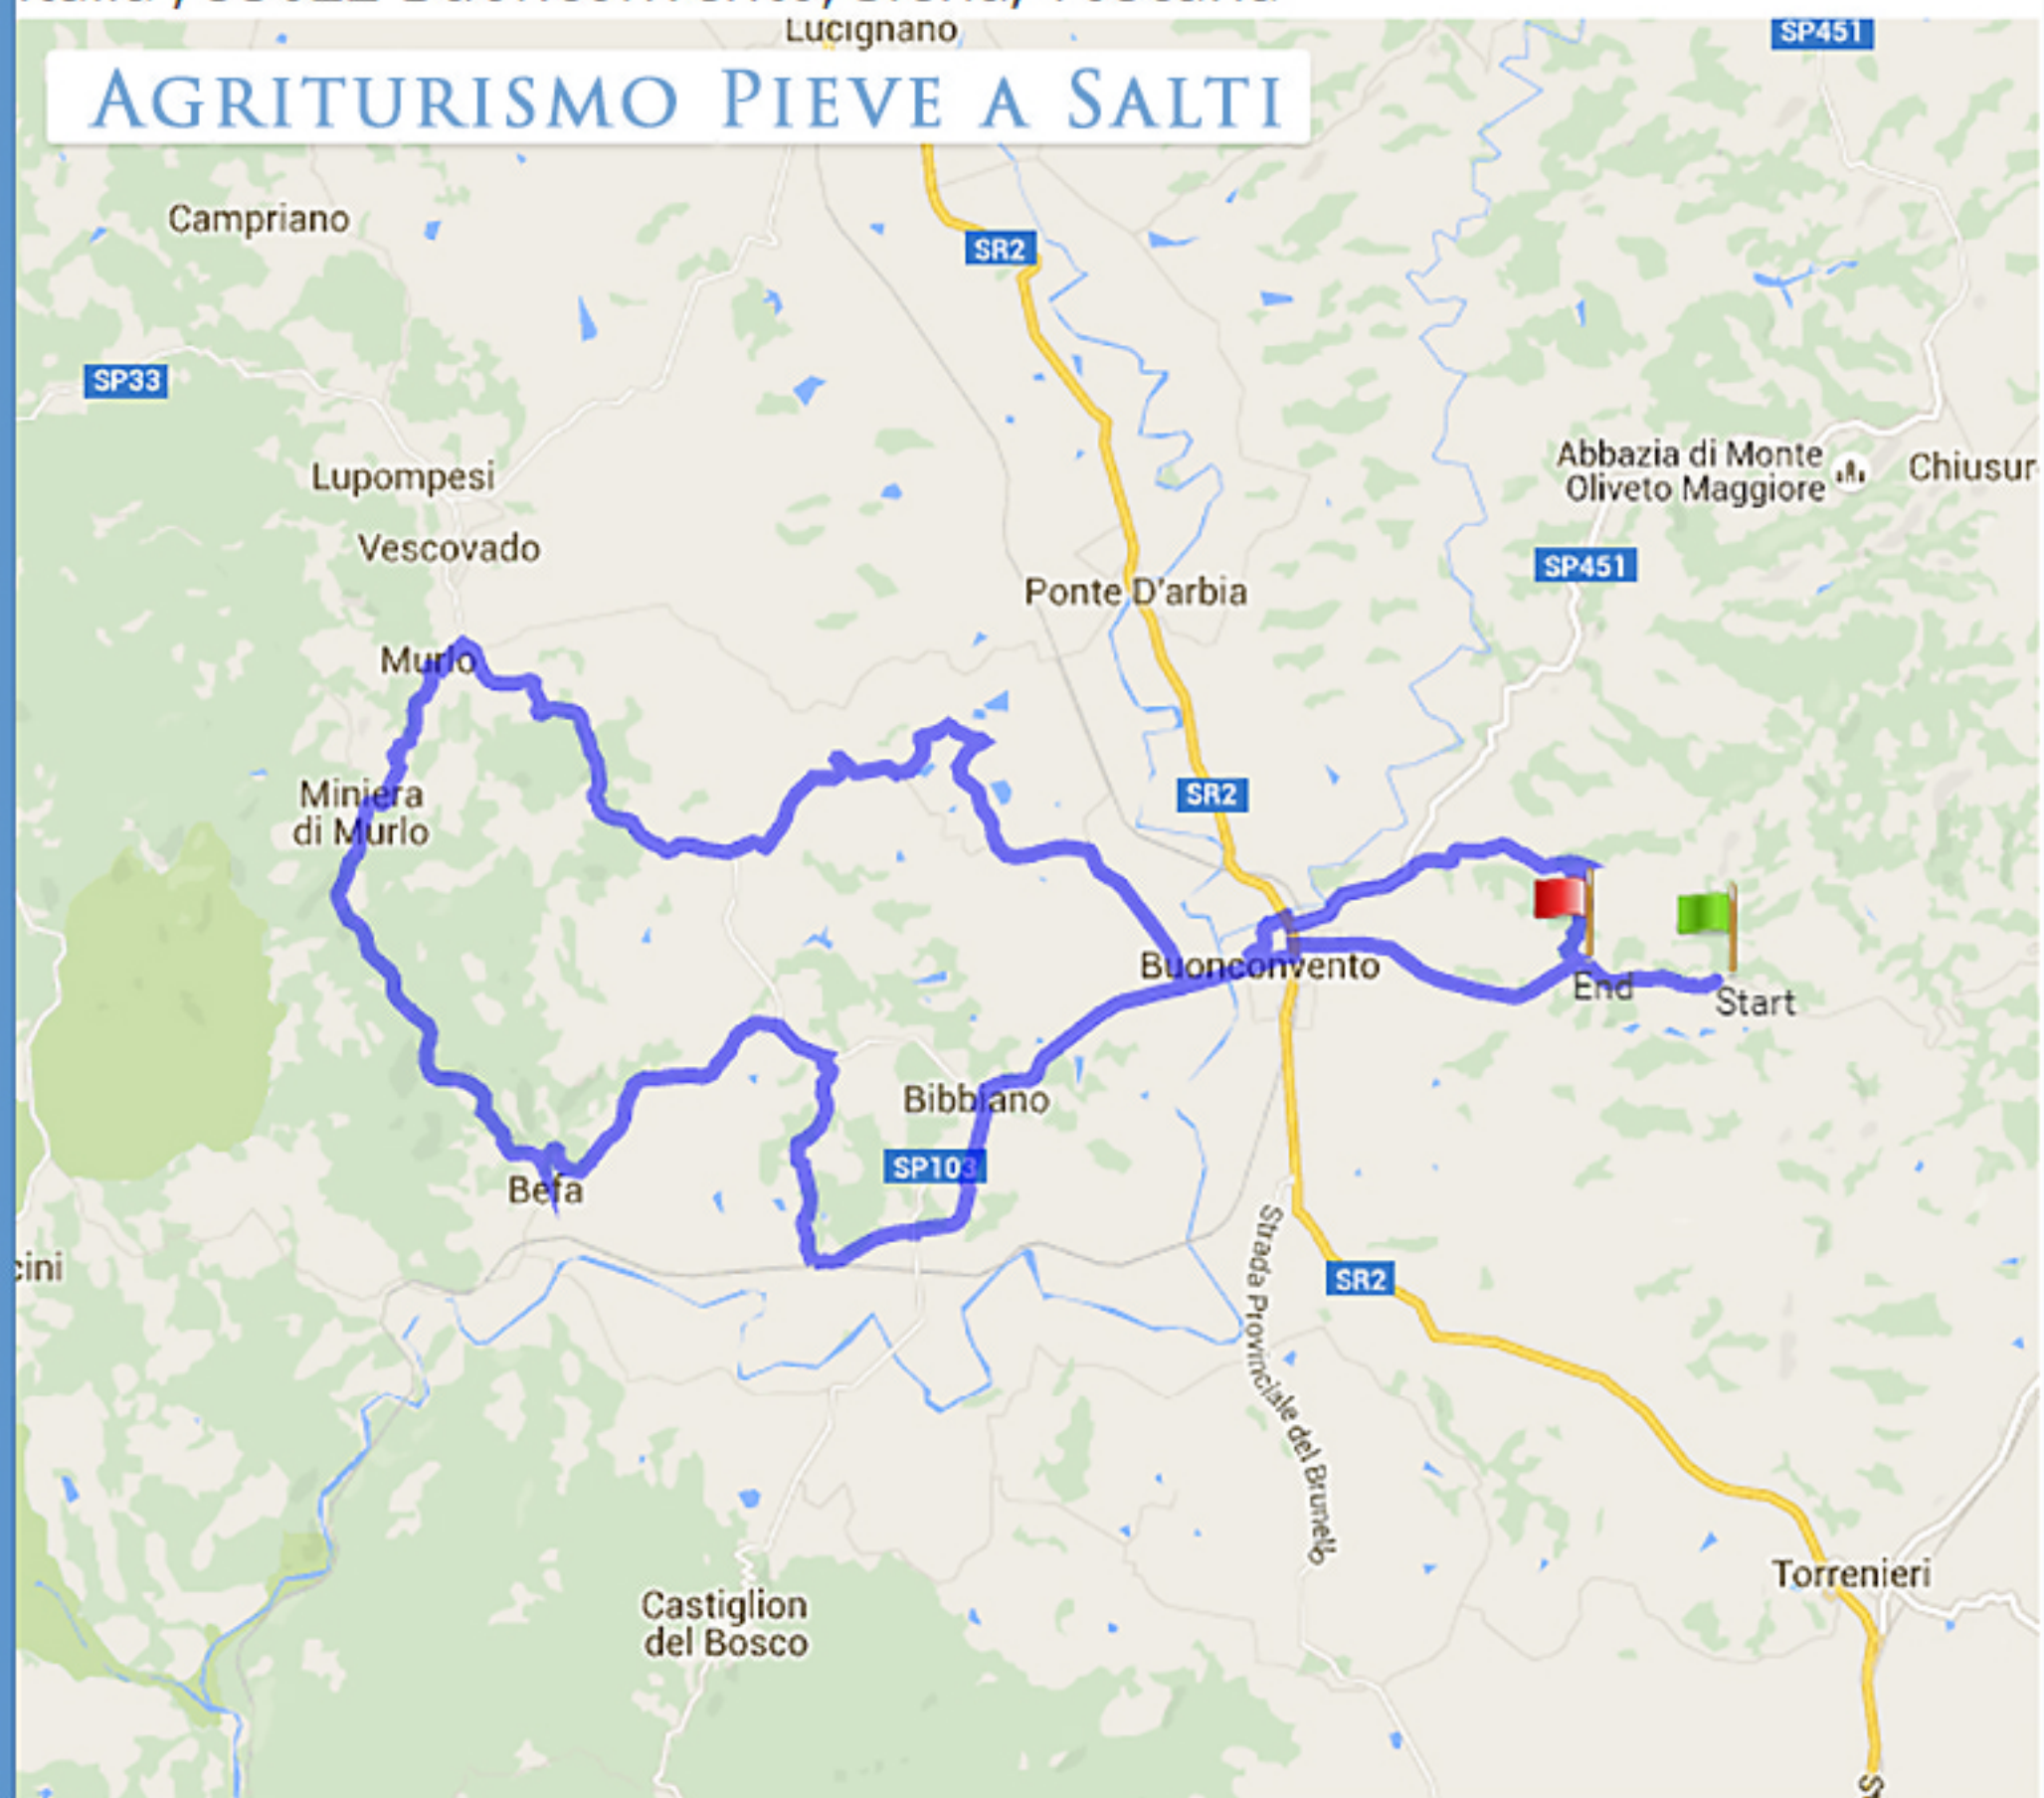 Lucignano
SP451
AGRITURISMO PIEVE A SALTI
Campriano
SR2
SP33
Abbazia di Monte
Oliveto Maggiore
Chiusur
Lupompesi
Vescovado
SP451
Ponte D'arbia
Murlo
Miniera
di Murlo
SR2
Buonconvento
End
Start
Bibbiano
SP103
Befa
cini
SR2
Strada Provinciale del Brunello
Torrenieri
Castiglion
del Bosco
S